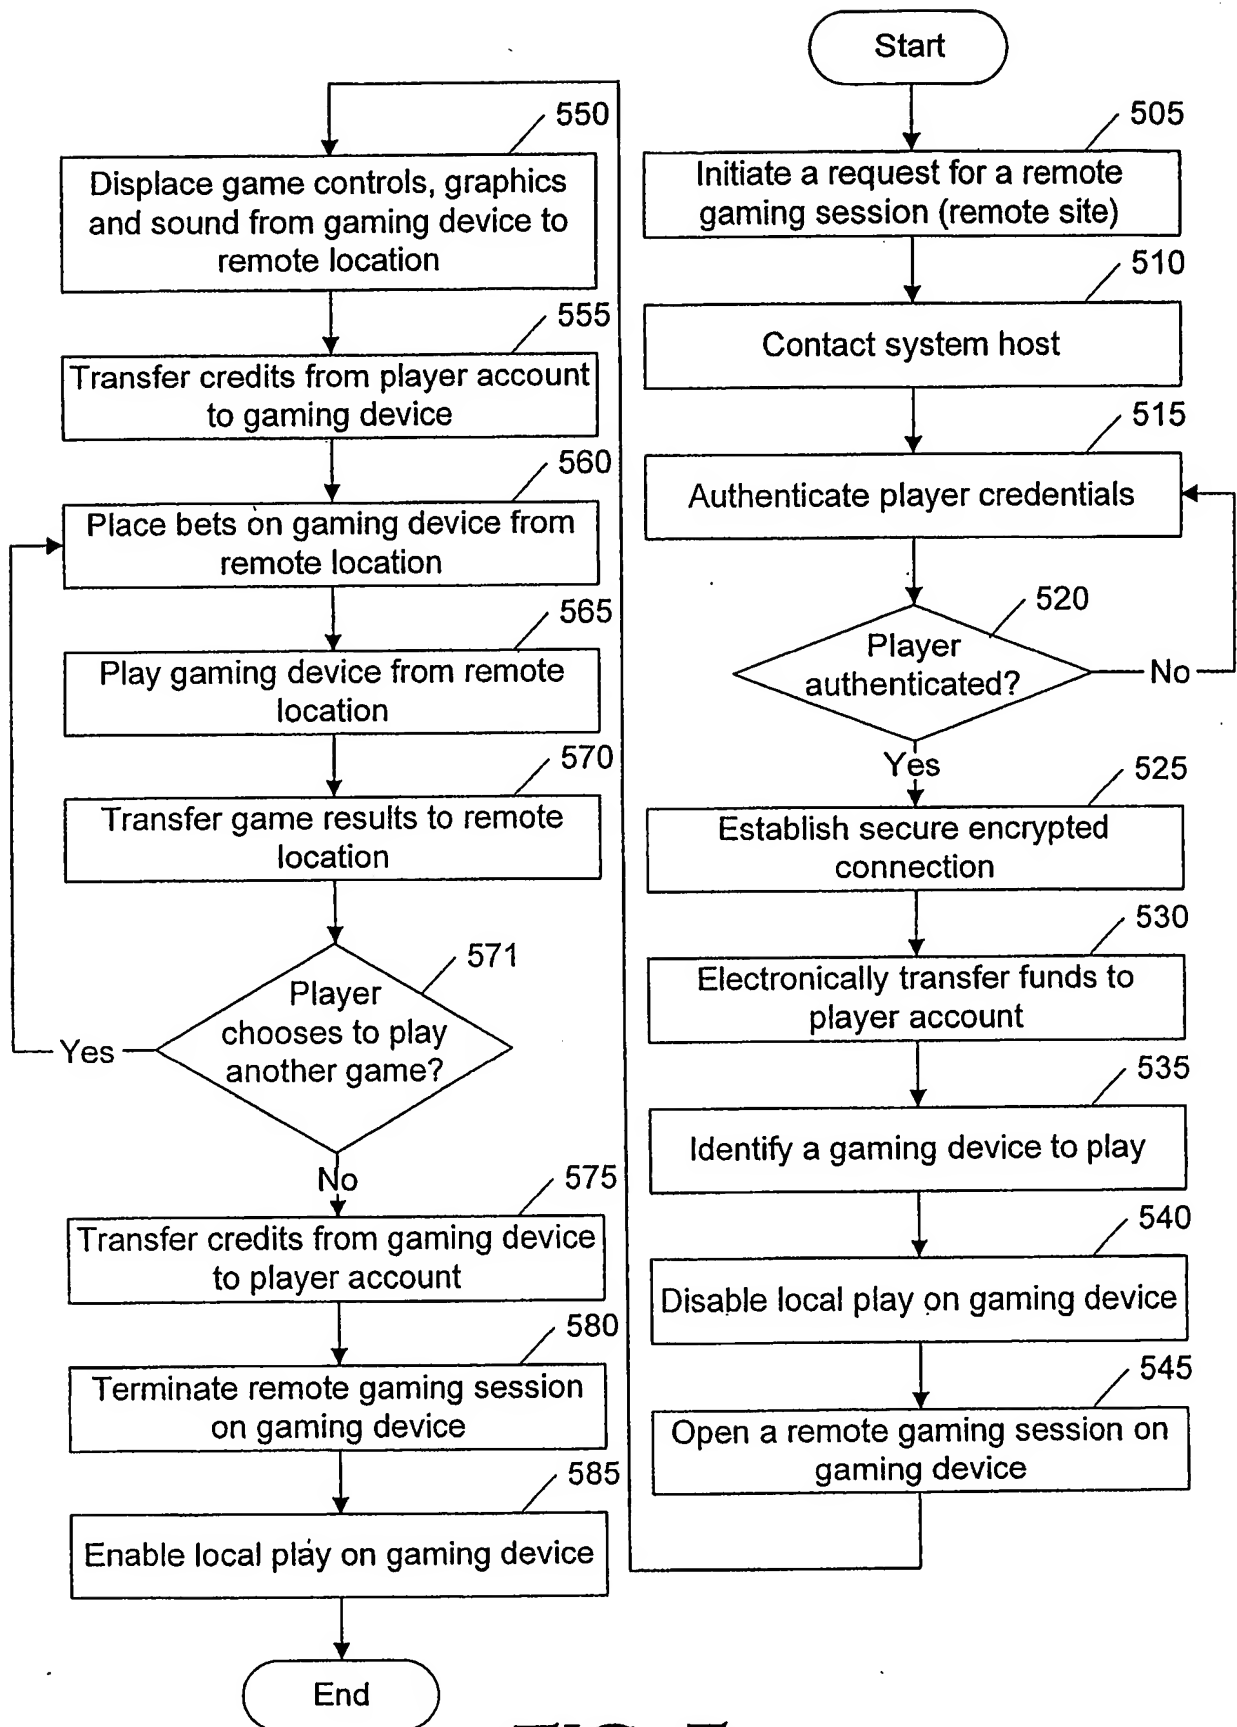 Start
505
Initiate a request for a remote
gaming session (remote site)
510
Contact system host
515
Authenticate player credentials
520
Player
authenticated?
No
Yes
525
Establish secure encrypted
connection
530
Electronically transfer funds to
player account
535
Identify a gaming device to play
540
Disable local play on gaming device
545
Open a remote gaming session on
gaming device
550
Displace game controls, graphics
and sound from gaming device to
remote location
555
Transfer credits from player account
to gaming device
560
Place bets on gaming device from
remote location
565
Play gaming device from remote
location
570
Transfer game results to remote
location
571
Player
chooses to play
another game?
Yes
No
575
Transfer credits from gaming device
to player account
580
Terminate remote gaming session
on gaming device
585
Enable local play on gaming device
End